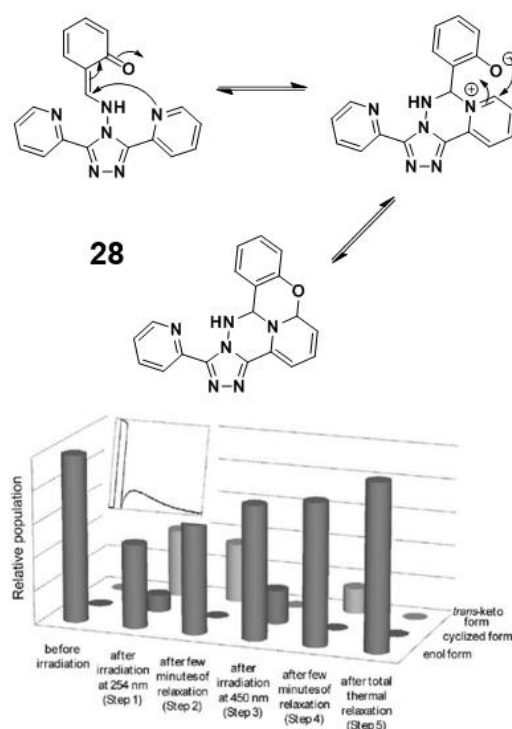 O
NH
N
N
N
N N
O
⊖
⊕
HN
N
N
N
N
N N
28
O
HN
N
N
N
N
N N
Relative population
before
irradiation
after
irradiation
at 254 nm
(Step 1)
after few
minutes of
relaxation
(Step 2)
after
irradiation
at 450 nm
(Step 3)
after few
minutes of
relaxation
(Step 4)
after total
thermal
relaxation
(Step 5)
trans-keto
form
cyclized form
enol form